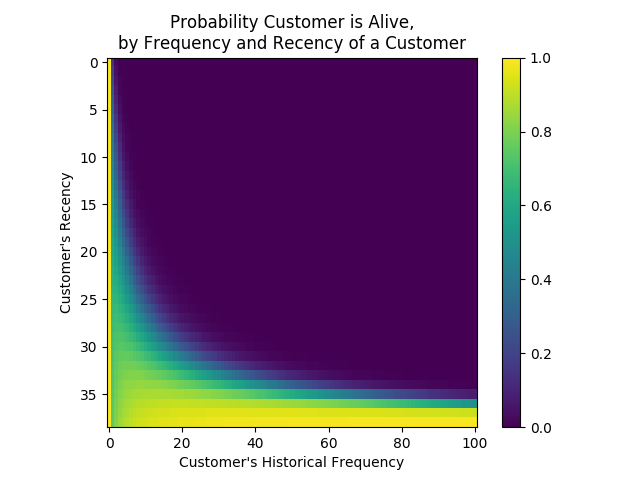 Probability Customer is Alive,
by Frequency and Recency of a Customer
0
5
10
15
20
25
30
35
Customer's Recency
0 20 40 60 80 100
Customer's Historical Frequency
1.0
0.8
0.6
0.4
0.2
0.0